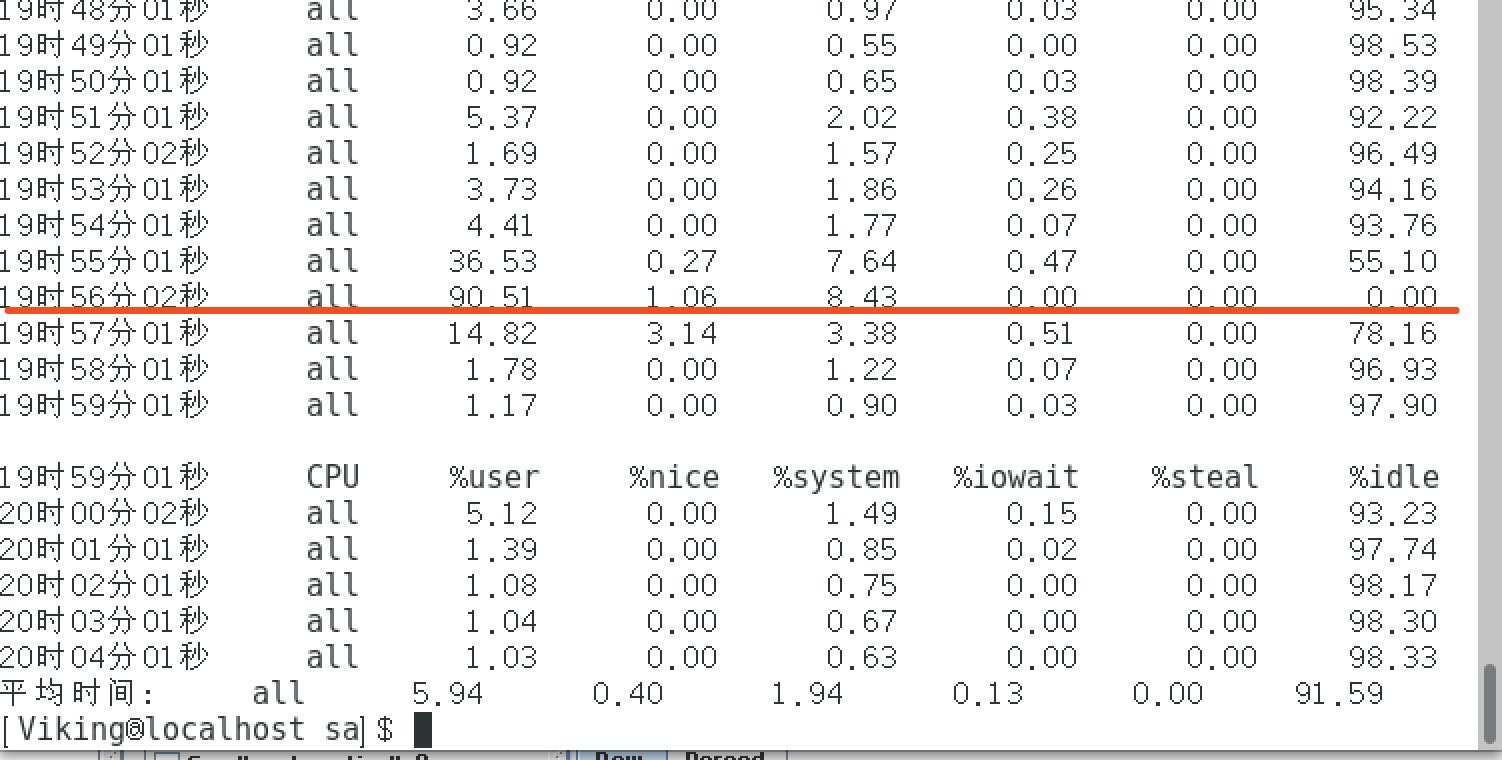 19时48分01秒 all 3.66 0.00 0.97 0.03 0.00 95.34
19时49分01秒 all 0.92 0.00 0.55 0.00 0.00 98.53
19时50分01秒 all 0.92 0.00 0.65 0.03 0.00 98.39
19时51分01秒 all 5.37 0.00 2.02 0.38 0.00 92.22
19时52分02秒 all 1.69 0.00 1.57 0.25 0.00 96.49
19时53分01秒 all 3.73 0.00 1.86 0.26 0.00 94.16
19时54分01秒 all 4.41 0.00 1.77 0.07 0.00 93.76
19时55分01秒 all 36.53 0.27 7.64 0.47 0.00 55.10
19时56分02秒 all 90.51 1.06 8.43 0.00 0.00 0.00
19时57分01秒 all 14.82 3.14 3.38 0.51 0.00 78.16
19时58分01秒 all 1.78 0.00 1.22 0.07 0.00 96.93
19时59分01秒 all 1.17 0.00 0.90 0.03 0.00 97.90
19时59分01秒 CPU %user %nice %system %iowait %steal %idle
20时00分02秒 all 5.12 0.00 1.49 0.15 0.00 93.23
20时01分01秒 all 1.39 0.00 0.85 0.02 0.00 97.74
20时02分01秒 all 1.08 0.00 0.75 0.00 0.00 98.17
20时03分01秒 all 1.04 0.00 0.67 0.00 0.00 98.30
20时04分01秒 all 1.03 0.00 0.63 0.00 0.00 98.33
平均时间: all 5.94 0.40 1.94 0.13 0.00 91.59
[Viking@localhost sa]$